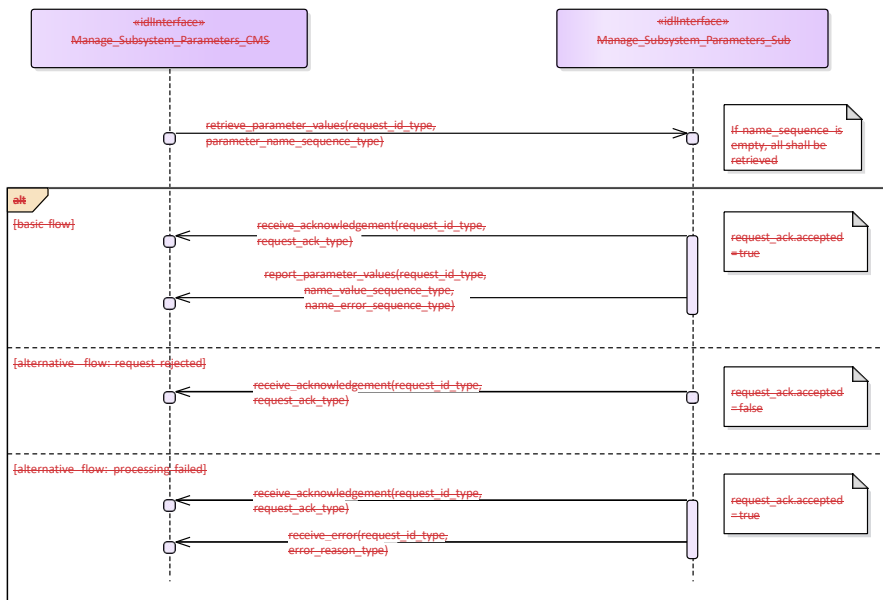 «idlInterface»
Manage_Subsystem_Parameters_CMS
«idlInterface»
Manage_Subsystem_Parameters_Sub
retrieve_parameter_values(request_id_type,
parameter_name_sequence_type)
If name_sequence is
empty, all shall be
retrieved
alt
[basic flow]
receive_acknowledgement(request_id_type,
request_ack_type)
request_ack.accepted
=true
report_parameter_values(request_id_type,
name_value_sequence_type,
name_error_sequence_type)
[alternative flow: request rejected]
receive_acknowledgement(request_id_type,
request_ack_type)
request_ack.accepted
=false
[alternative flow: processing failed]
receive_acknowledgement(request_id_type,
request_ack_type)
request_ack.accepted
=true
receive_error(request_id_type,
error_reason_type)